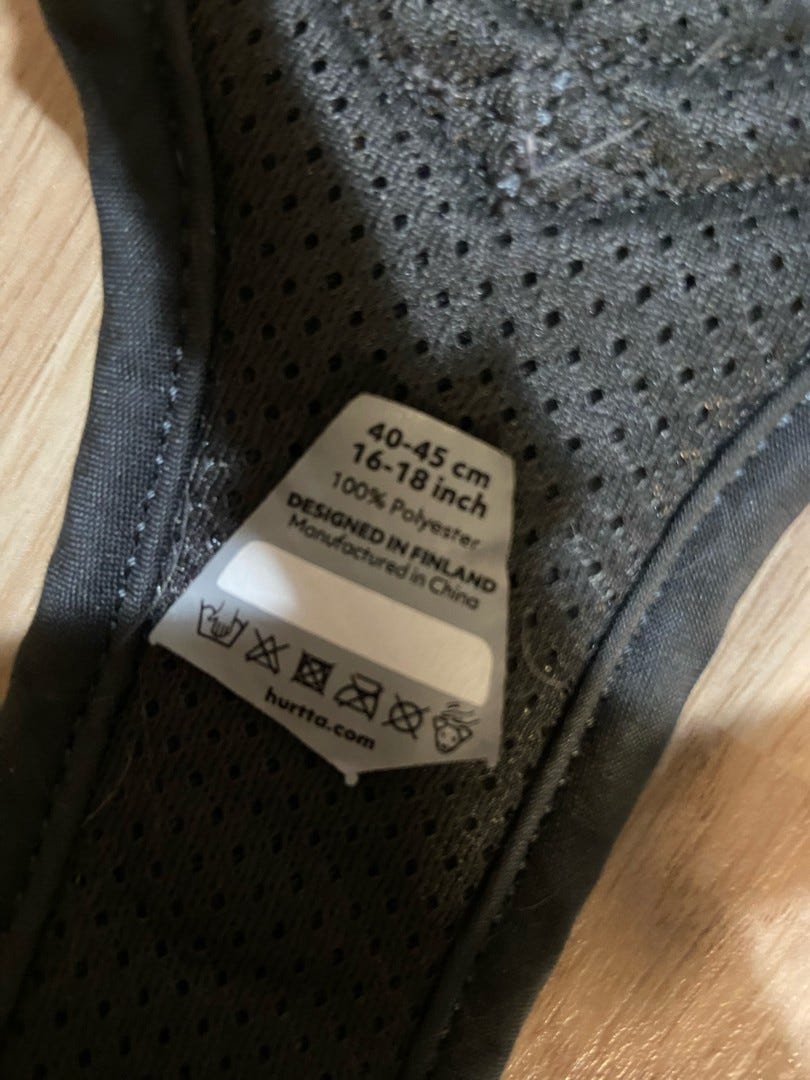 40-45 cm
16-18 inch
100% Polyester
DESIGNED IN FINLAND
Manufactured in China
hurtta.com